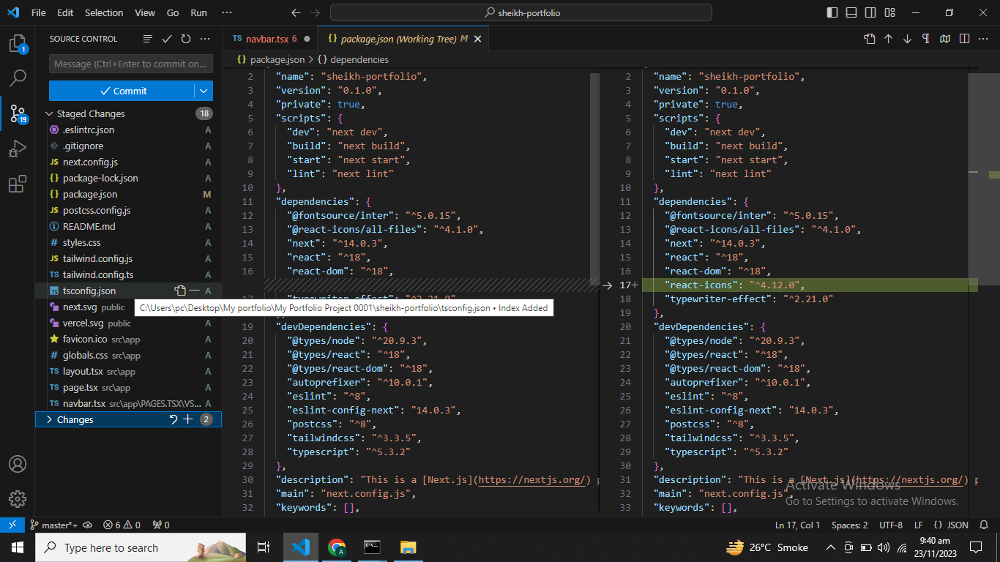 File Edit Selection View Go Run ···
sheikh-portfolio
SOURCE CONTROL
TS navbar.tsx 6
{} package.json (Working Tree) M
{} package.json > {} dependencies
1
19
Message (Ctrl+Enter to commit on...
Commit
Staged Changes 18
.eslintrc.json A
.gitignore A
JS next.config.js A
{} package-lock.json A
{} package.json M
JS postcss.config.js A
README.md A
# styles.css A
JS tailwind.config.js A
TS tailwind.config.ts A
tsconfig.json A
next.svg public A
vercel.svg public A
favicon.ico src\app A
# globals.css src\app A
TS layout.tsx src\app A
TS page.tsx src\app A
TS navbar.tsx src\app\PAGES.TSX\VS... A
Changes 2
C:\Users\pc\Desktop\My portfolio\My Portfolio Project 0001\sheikh-portfolio\tsconfig.json • Index Added
2 "name": "sheikh-portfolio",
3 "version": "0.1.0",
4 "private": true,
5 "scripts": {
6 "dev": "next dev",
7 "build": "next build",
8 "start": "next start",
9 "lint": "next lint"
10 },
11 "dependencies": {
12 "@fontsource/inter": "^5.0.15",
13 "@react-icons/all-files": "^4.1.0",
14 "next": "^14.0.3",
15 "react": "^18",
16 "react-dom": "^18",
17 "typewriter-effect": "^2.21.0"
19 "devDependencies": {
20 "@types/node": "^20.9.3",
21 "@types/react": "^18",
22 "@types/react-dom": "^18",
23 "autoprefixer": "^10.0.1",
24 "eslint": "^8",
25 "eslint-config-next": "14.0.3",
26 "postcss": "^8",
27 "tailwindcss": "^3.3.5",
28 "typescript": "^5.3.2"
29 },
30 "description": "This is a [Next.js](https://nextjs.org/) p
31 "main": "next.config.js",
32 "keywords": [],
2 "name": "sheikh-portfolio",
3 "version": "0.1.0",
4 "private": true,
5 "scripts": {
6 "dev": "next dev",
7 "build": "next build",
8 "start": "next start",
9 "lint": "next lint"
10 },
11 "dependencies": {
12 "@fontsource/inter": "^5.0.15",
13 "@react-icons/all-files": "^4.1.0",
14 "next": "^14.0.3",
15 "react": "^18",
16 "react-dom": "^18",
17+ "react-icons": "^4.12.0",
18 "typewriter-effect": "^2.21.0"
19 },
20 "devDependencies": {
21 "@types/node": "^20.9.3",
22 "@types/react": "^18",
23 "@types/react-dom": "^18",
24 "autoprefixer": "^10.0.1",
25 "eslint": "^8",
26 "eslint-config-next": "14.0.3",
27 "postcss": "^8",
28 "tailwindcss": "^3.3.5",
29 "typescript": "^5.3.2"
30 },
31 "description": "This is a [Next.js](https://nextjs.org/) p
32 "main": "next.config.js",
33 "keywords": [],
Activate Windows
Go to Settings to activate Windows.
master*+ 6 0 0
Ln 17, Col 1 Spaces: 2 UTF-8 LF {} JSON
Type here to search
26°C Smoke
9:40 am
23/11/2023